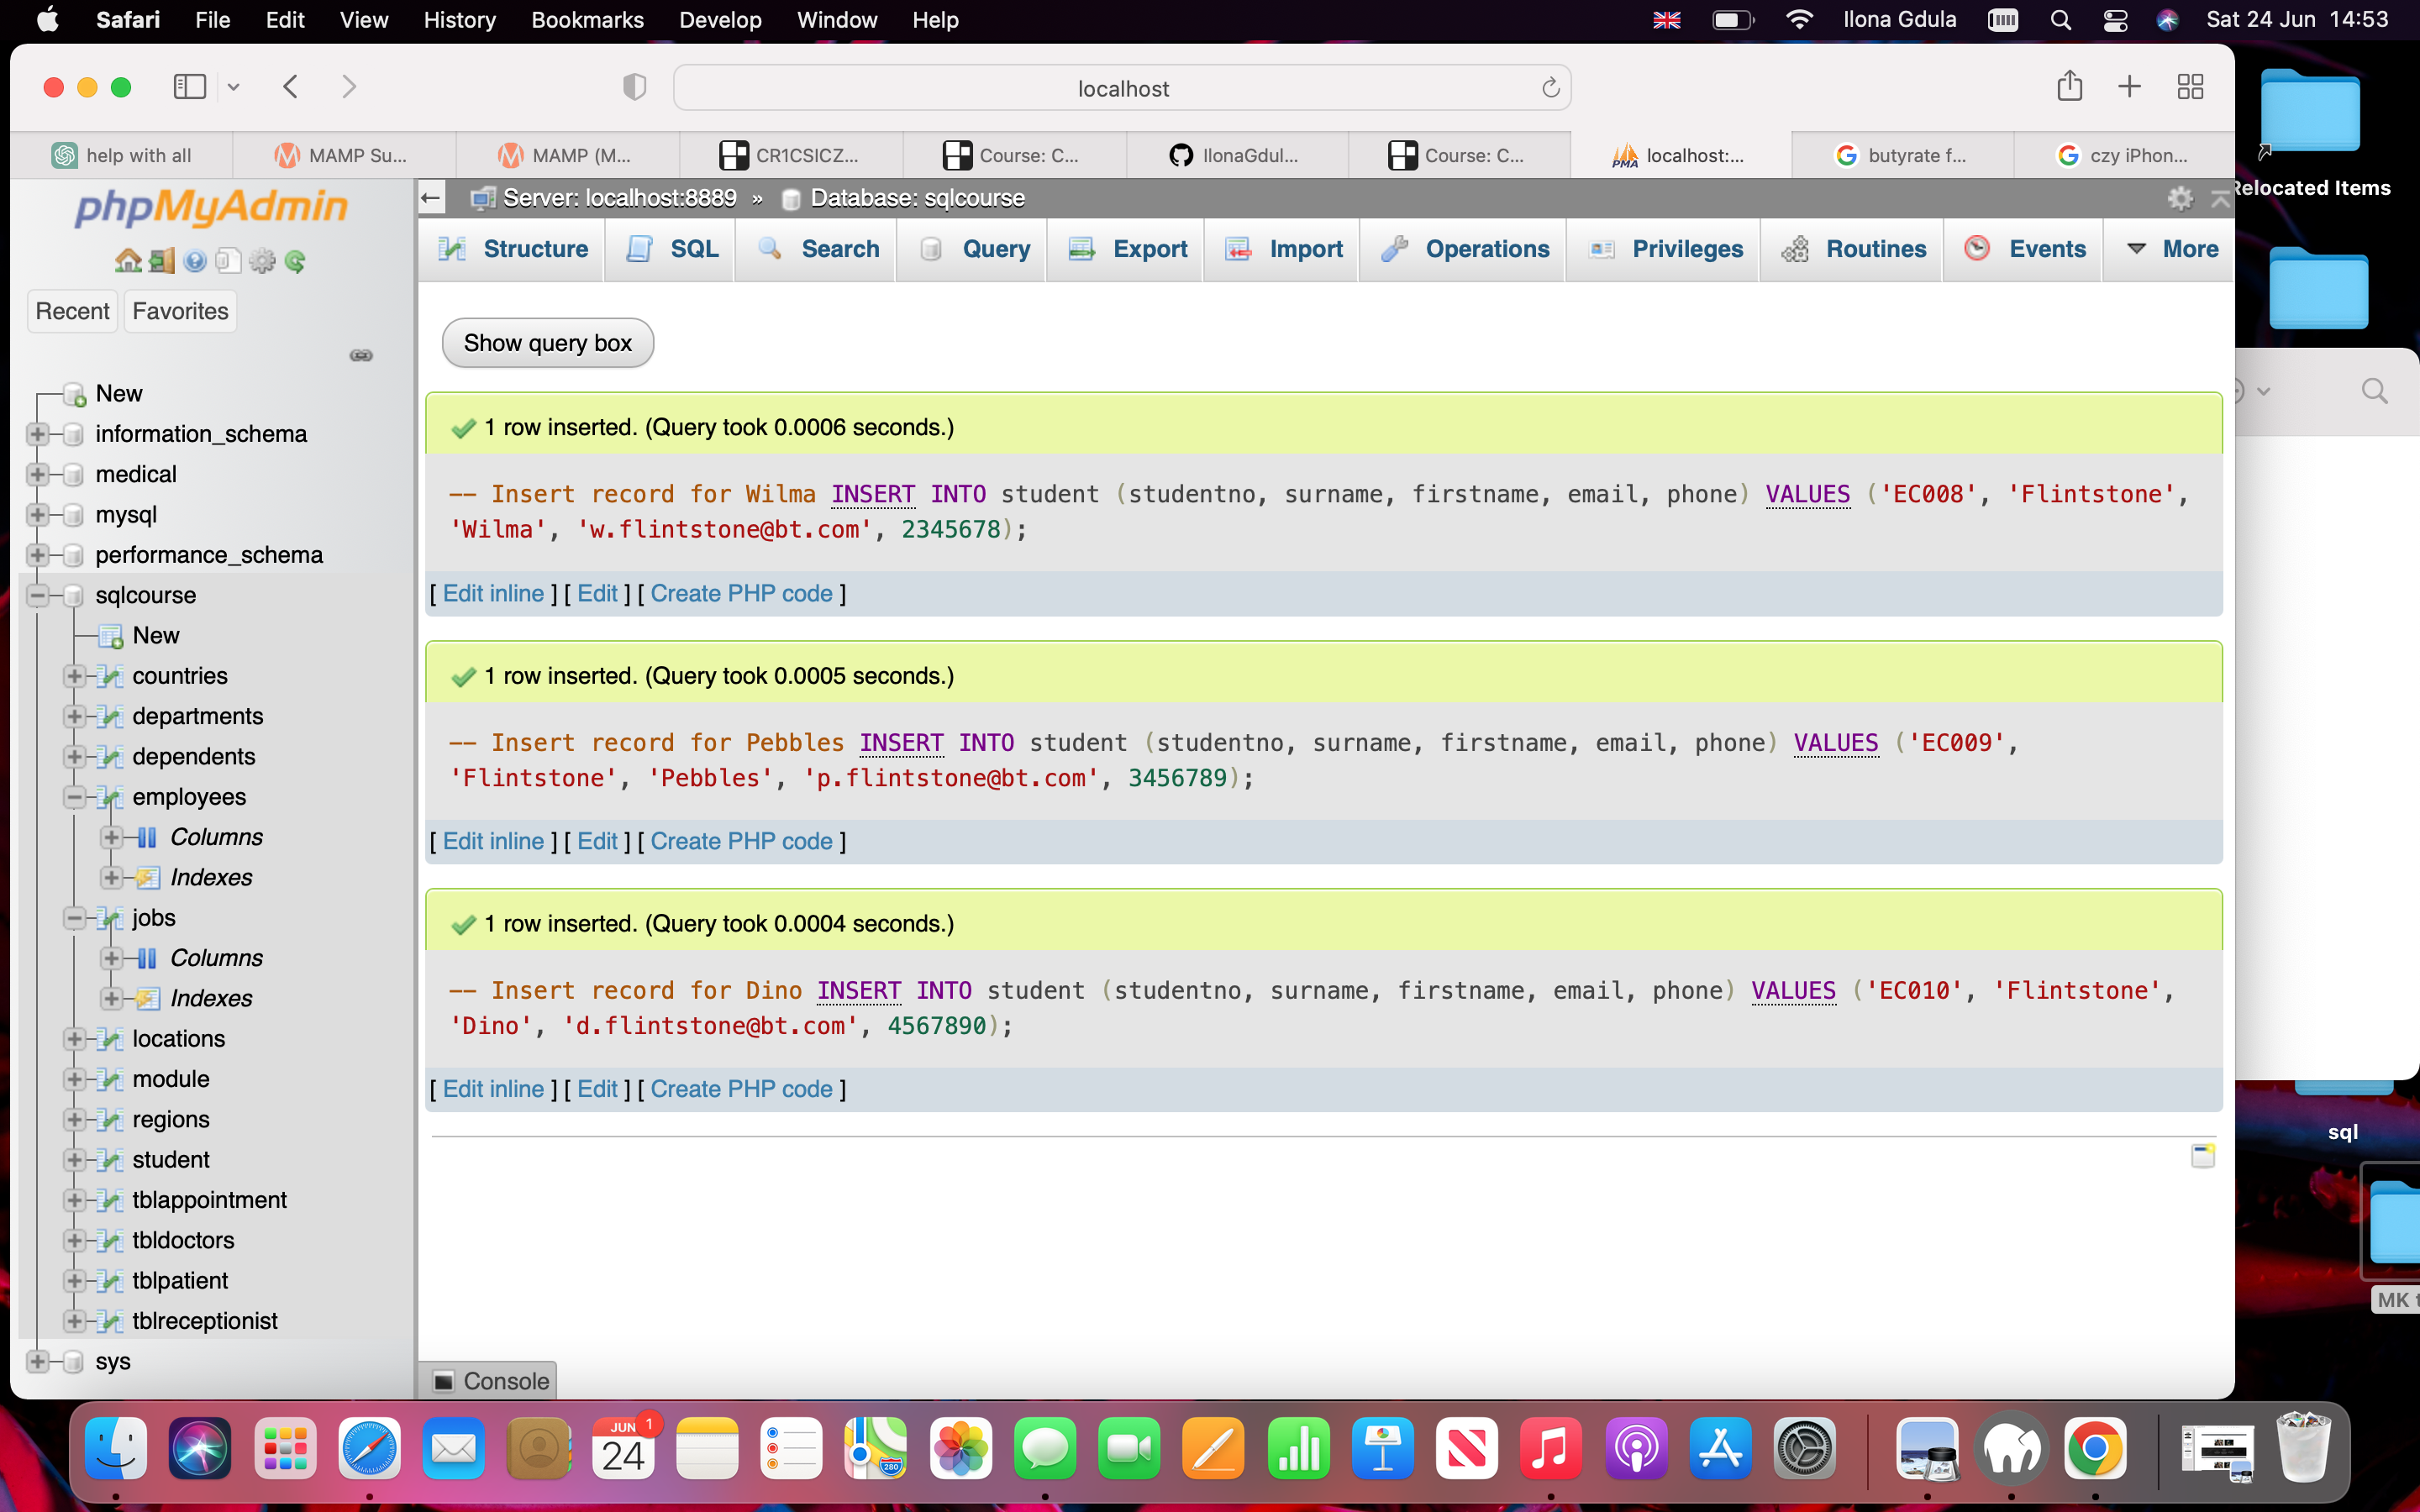 Safari File Edit View History Bookmarks Develop Window Help Ilona Gdula Sat 24 Jun 14:53
localhost
help with all MAMP Su... MAMP (M... CR1CSICZ... Course: C... IlonaGdul... Course: C... localhost:... butyrate f... czy iPhon...
phpMyAdmin
Server: localhost:8889 » Database: sqlcourse
Structure SQL Search Query Export Import Operations Privileges Routines Events More
Recent Favorites
New
information_schema
medical
mysql
performance_schema
sqlcourse
New
countries
departments
dependents
employees
Columns
Indexes
jobs
Columns
Indexes
locations
module
regions
student
tblappointment
tbldoctors
tblpatient
tblreceptionist
sys
Show query box
1 row inserted. (Query took 0.0006 seconds.)
-- Insert record for Wilma INSERT INTO student (studentno, surname, firstname, email, phone) VALUES ('EC008', 'Flintstone',
'Wilma', 'w.flintstone@bt.com', 2345678);
[ Edit inline ] [ Edit ] [ Create PHP code ]
1 row inserted. (Query took 0.0005 seconds.)
-- Insert record for Pebbles INSERT INTO student (studentno, surname, firstname, email, phone) VALUES ('EC009',
'Flintstone', 'Pebbles', 'p.flintstone@bt.com', 3456789);
[ Edit inline ] [ Edit ] [ Create PHP code ]
1 row inserted. (Query took 0.0004 seconds.)
-- Insert record for Dino INSERT INTO student (studentno, surname, firstname, email, phone) VALUES ('EC010', 'Flintstone',
'Dino', 'd.flintstone@bt.com', 4567890);
[ Edit inline ] [ Edit ] [ Create PHP code ]
Console
Relocated Items
sql
MK t
JUN 1
24
280